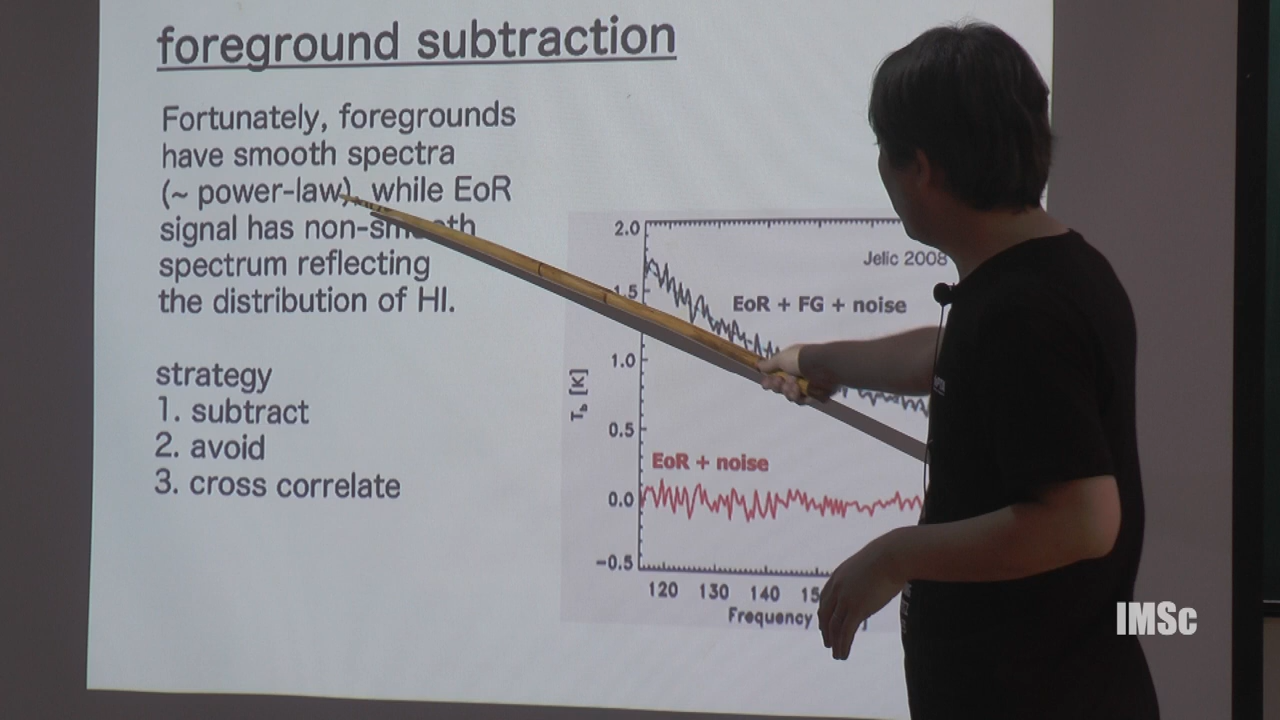 foreground subtraction
Fortunately, foregrounds
have smooth spectra
(~ power-law), while EoR
signal has non-smooth
spectrum reflecting
the distribution of HI.
strategy
1. subtract
2. avoid
3. cross correlate
2.0
Jelic 2008
1.5
EoR + FG + noise
1.0
T_b [K]
0.5
EoR + noise
0.0
-0.5
120 130 140
Frequency
IMSc